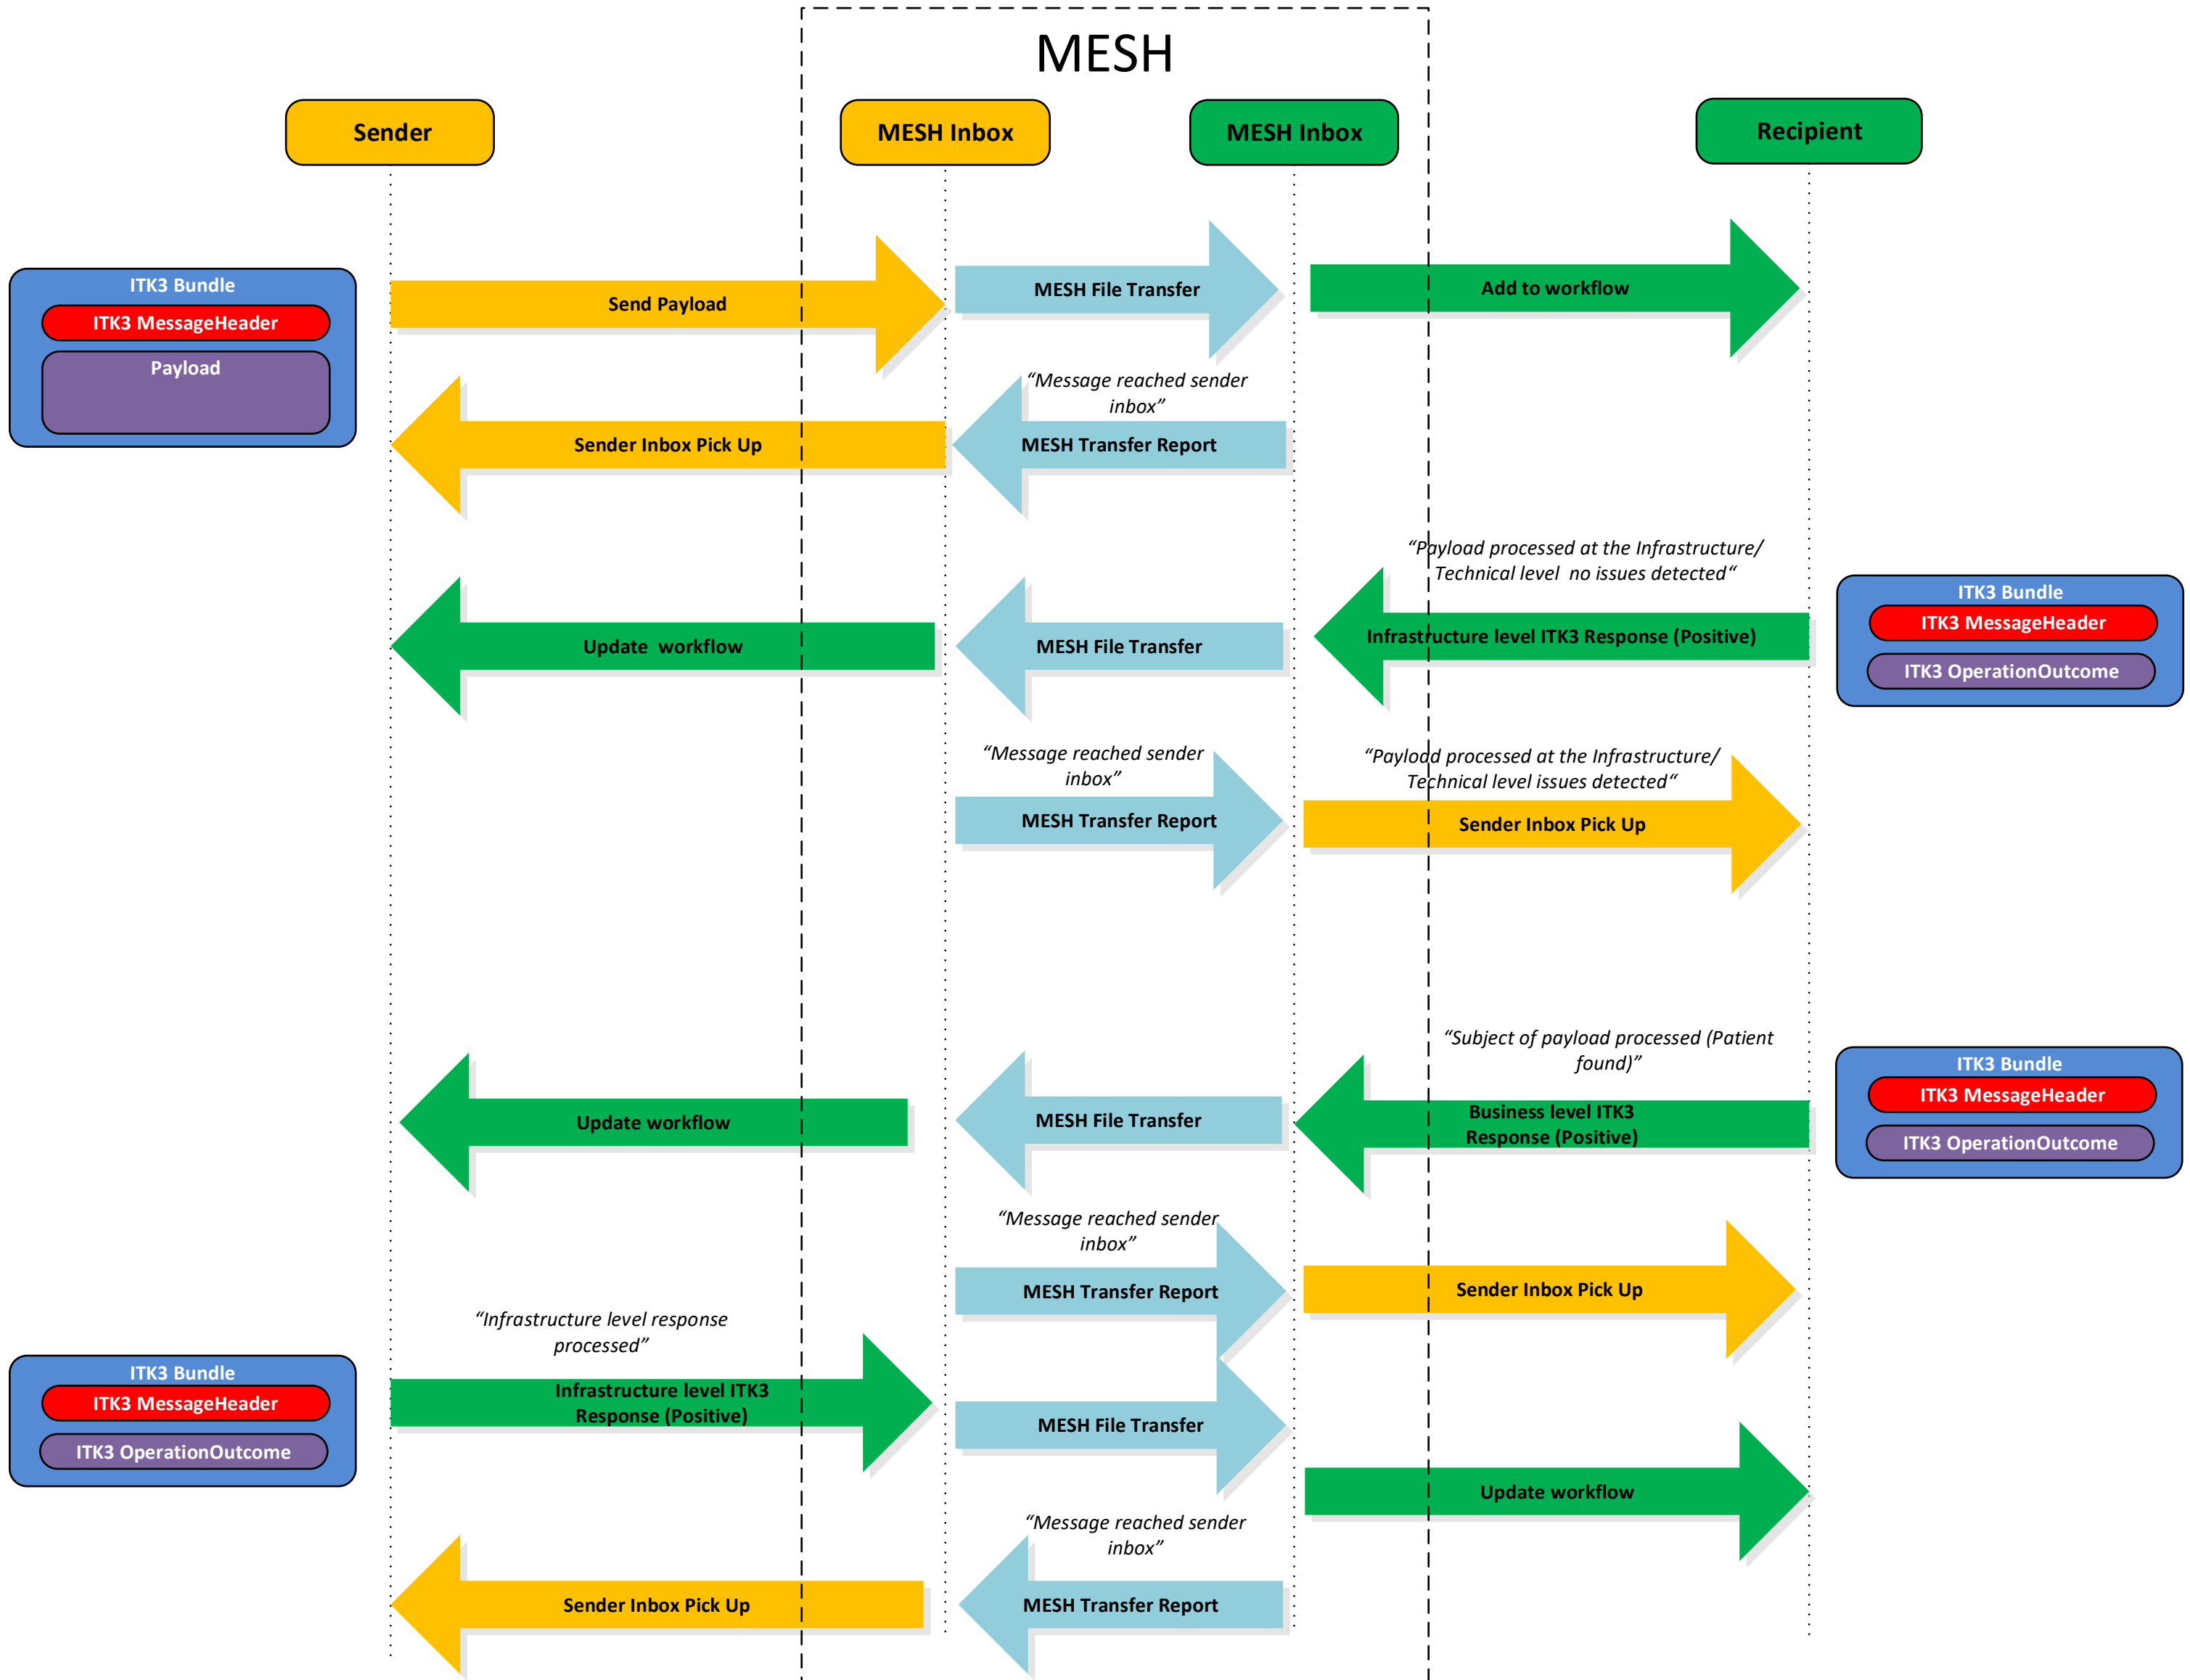 MESH
Sender
MESH Inbox
MESH Inbox
Recipient
ITK3 Bundle
ITK3 MessageHeader
Payload
Send Payload
MESH File Transfer
Add to workflow
“Message reached sender
inbox”
Sender Inbox Pick Up
MESH Transfer Report
“Payload processed at the Infrastructure/
Technical level  no issues detected“
Update  workflow
MESH File Transfer
Infrastructure level ITK3 Response (Positive)
ITK3 Bundle
ITK3 MessageHeader
ITK3 OperationOutcome
“Message reached sender
inbox”
“Payload processed at the Infrastructure/
Technical level issues detected“
MESH Transfer Report
Sender Inbox Pick Up
“Subject of payload processed (Patient
found)”
Update workflow
MESH File Transfer
Business level ITK3
Response (Positive)
ITK3 Bundle
ITK3 MessageHeader
ITK3 OperationOutcome
“Message reached sender
inbox”
MESH Transfer Report
Sender Inbox Pick Up
“Infrastructure level response
processed”
ITK3 Bundle
ITK3 MessageHeader
ITK3 OperationOutcome
Infrastructure level ITK3
Response (Positive)
MESH File Transfer
Update workflow
“Message reached sender
inbox”
Sender Inbox Pick Up
MESH Transfer Report